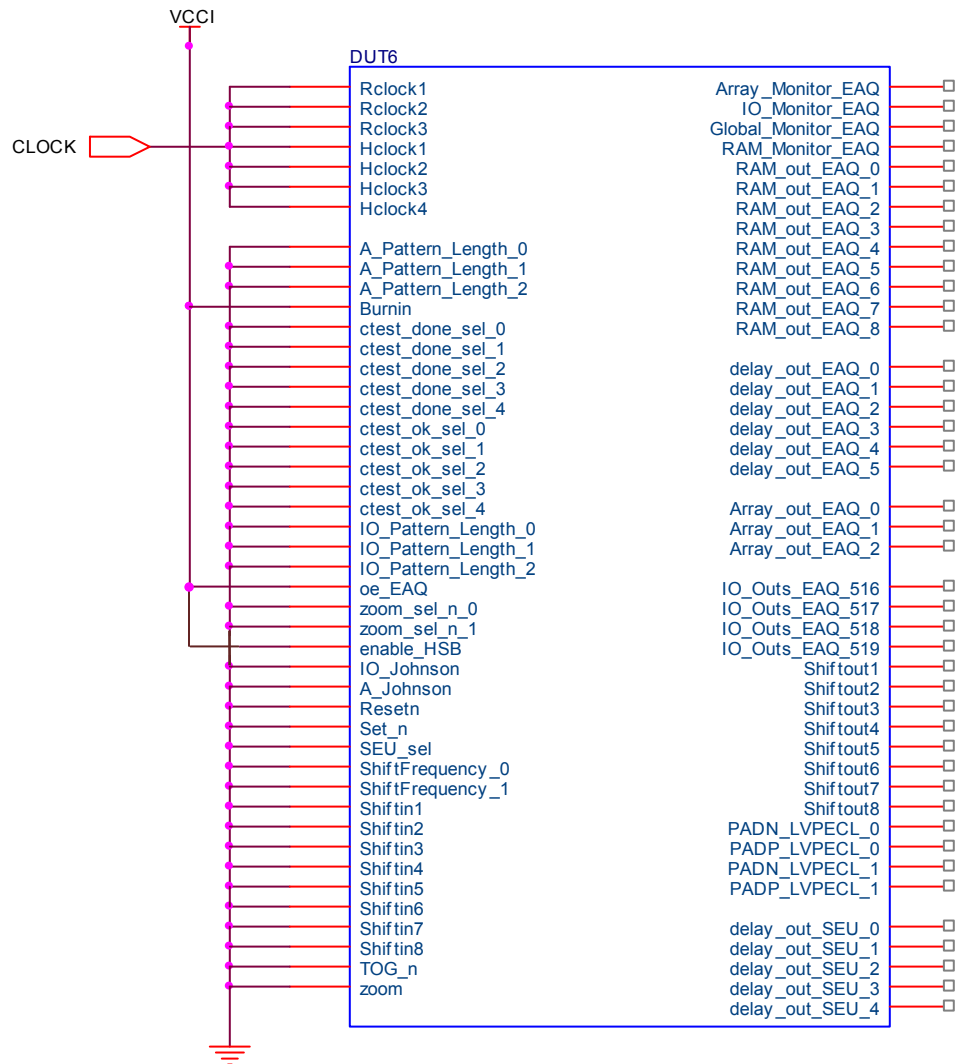 VCCI
DUT6
CLOCK
Rclock1
Rclock2
Rclock3
Hclock1
Hclock2
Hclock3
Hclock4
A_Pattern_Length_0
A_Pattern_Length_1
A_Pattern_Length_2
Burnin
ctest_done_sel_0
ctest_done_sel_1
ctest_done_sel_2
ctest_done_sel_3
ctest_done_sel_4
ctest_ok_sel_0
ctest_ok_sel_1
ctest_ok_sel_2
ctest_ok_sel_3
ctest_ok_sel_4
IO_Pattern_Length_0
IO_Pattern_Length_1
IO_Pattern_Length_2
oe_EAQ
zoom_sel_n_0
zoom_sel_n_1
enable_HSB
IO_Johnson
A_Johnson
Resetn
Set_n
SEU_sel
ShiftFrequency_0
ShiftFrequency_1
Shiftin1
Shiftin2
Shiftin3
Shiftin4
Shiftin5
Shiftin6
Shiftin7
Shiftin8
TOG_n
zoom
Array_Monitor_EAQ
IO_Monitor_EAQ
Global_Monitor_EAQ
RAM_Monitor_EAQ
RAM_out_EAQ_0
RAM_out_EAQ_1
RAM_out_EAQ_2
RAM_out_EAQ_3
RAM_out_EAQ_4
RAM_out_EAQ_5
RAM_out_EAQ_6
RAM_out_EAQ_7
RAM_out_EAQ_8
delay_out_EAQ_0
delay_out_EAQ_1
delay_out_EAQ_2
delay_out_EAQ_3
delay_out_EAQ_4
delay_out_EAQ_5
Array_out_EAQ_0
Array_out_EAQ_1
Array_out_EAQ_2
IO_Outs_EAQ_516
IO_Outs_EAQ_517
IO_Outs_EAQ_518
IO_Outs_EAQ_519
Shiftout1
Shiftout2
Shiftout3
Shiftout4
Shiftout5
Shiftout6
Shiftout7
Shiftout8
PADN_LVPECL_0
PADP_LVPECL_0
PADN_LVPECL_1
PADP_LVPECL_1
delay_out_SEU_0
delay_out_SEU_1
delay_out_SEU_2
delay_out_SEU_3
delay_out_SEU_4